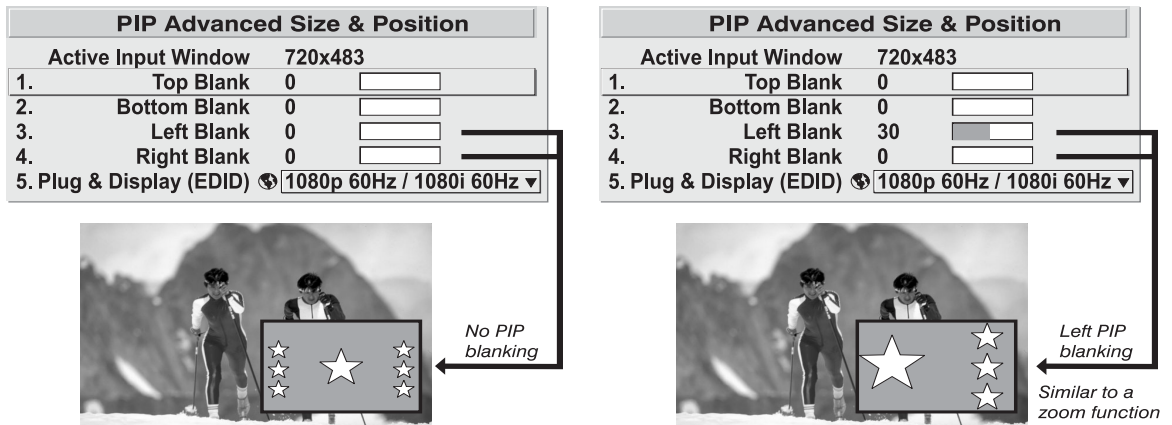 PIP Advanced Size & Position
Active Input Window 720x483
1. Top Blank 0
2. Bottom Blank 0
3. Left Blank 0
4. Right Blank 0
5. Plug & Display (EDID) 1080p 60Hz / 1080i 60Hz
No PIP
blanking
PIP Advanced Size & Position
Active Input Window 720x483
1. Top Blank 0
2. Bottom Blank 0
3. Left Blank 30
4. Right Blank 0
5. Plug & Display (EDID) 1080p 60Hz / 1080i 60Hz
Left PIP
blanking
Similar to a
zoom function